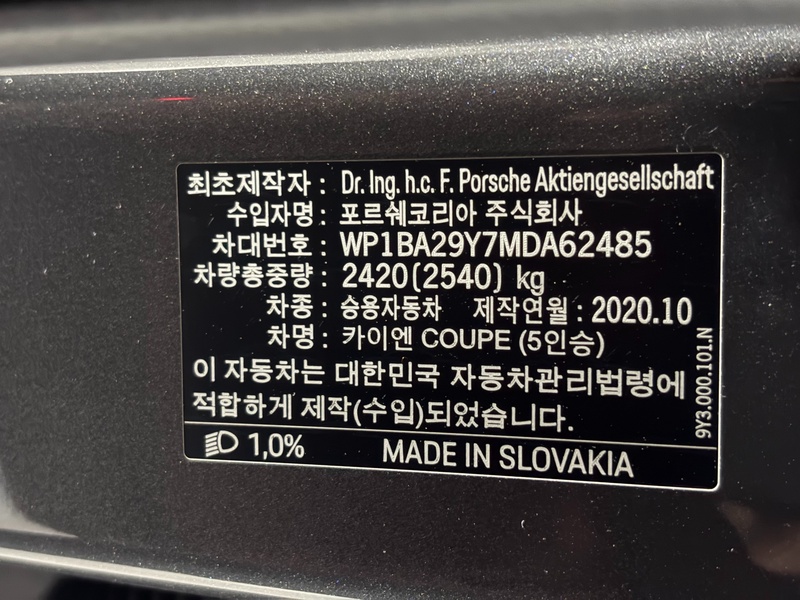 최초제작자 : Dr. Ing. h.c. F. Porsche Aktiengesellschaft
수입자명 : 포르쉐코리아 주식회사
차대번호 : WP1BA29Y7MDA62485
차량총중량 : 2420(2540) kg
차종 : 승용자동차 제작연월 : 2020.10
차명 : 카이엔 COUPE (5인승)
이 자동차는 대한민국 자동차관리법령에
적합하게 제작(수입)되었습니다.
9Y3.000.101.N
1,0% MADE IN SLOVAKIA